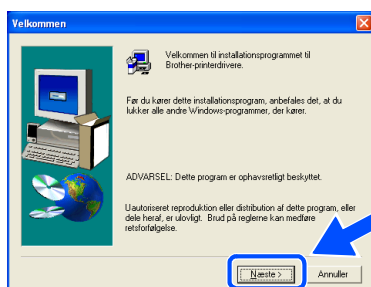 Velkommen
Velkommen til installationsprogrammet til
Brother-printerdrivere.
Før du kører dette installationsprogram, anbefales det, at du
lukker alle andre Windows-programmer, der kører.
ADVARSEL: Dette program er ophavsretligt beskyttet.
Uautoriseret reproduktion eller distribution af dette program, eller
dele heraf, er ulovligt. Brud på reglerne kan medføre
retsforfølgelse.
Næste > Annuller